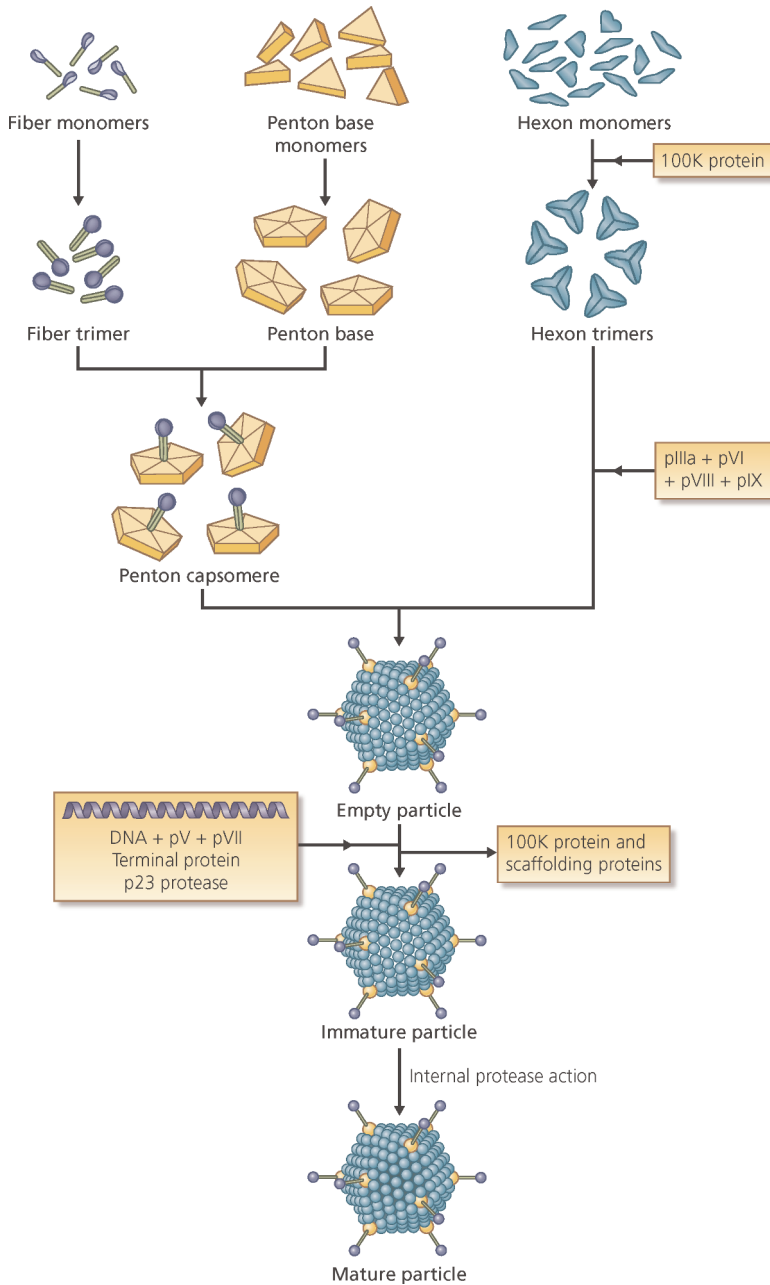 Fiber monomers
Penton base
monomers
Hexon monomers
100K protein
Fiber trimer
Penton base
Hexon trimers
pIIIa + pVI
+ pVIII + pIX
Penton capsomere
Empty particle
DNA + pV + pVII
Terminal protein
p23 protease
100K protein and
scaffolding proteins
Immature particle
Internal protease action
Mature particle